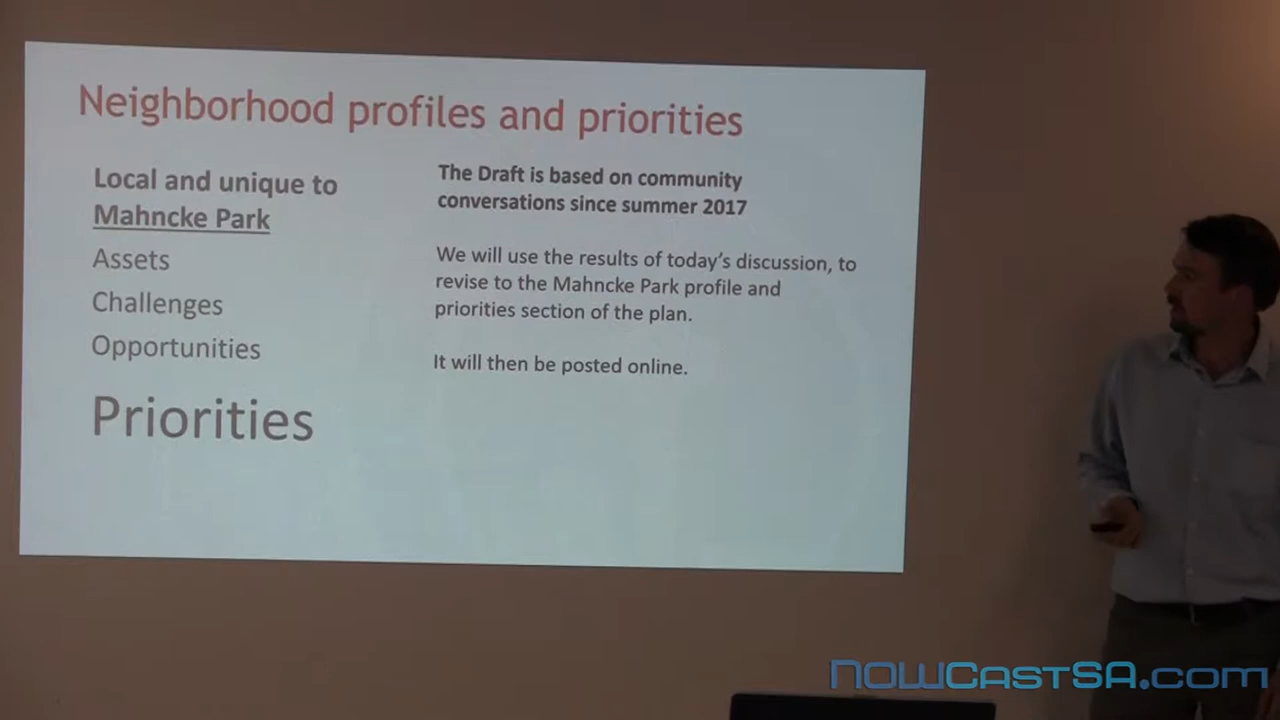 Neighborhood profiles and priorities
Local and unique to
Mahncke Park
Assets
Challenges
Opportunities
Priorities
The Draft is based on community
conversations since summer 2017
We will use the results of today's discussion, to
revise to the Mahncke Park profile and
priorities section of the plan.
It will then be posted online.
NOWCastSA.com